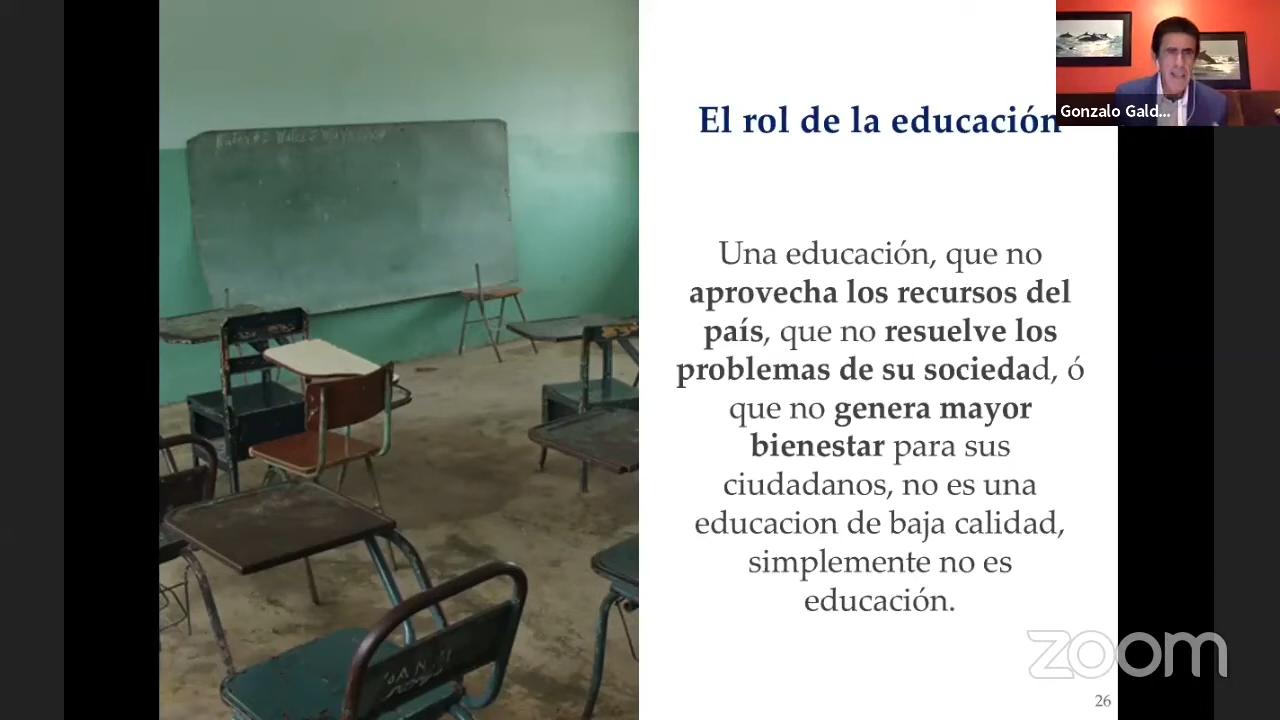 El rol de la educación
Gonzalo Gald...
Una educación, que no
aprovecha los recursos del
país, que no resuelve los
problemas de su sociedad, ó
que no genera mayor
bienestar para sus
ciudadanos, no es una
educacion de baja calidad,
simplemente no es
educación.
zoom
26